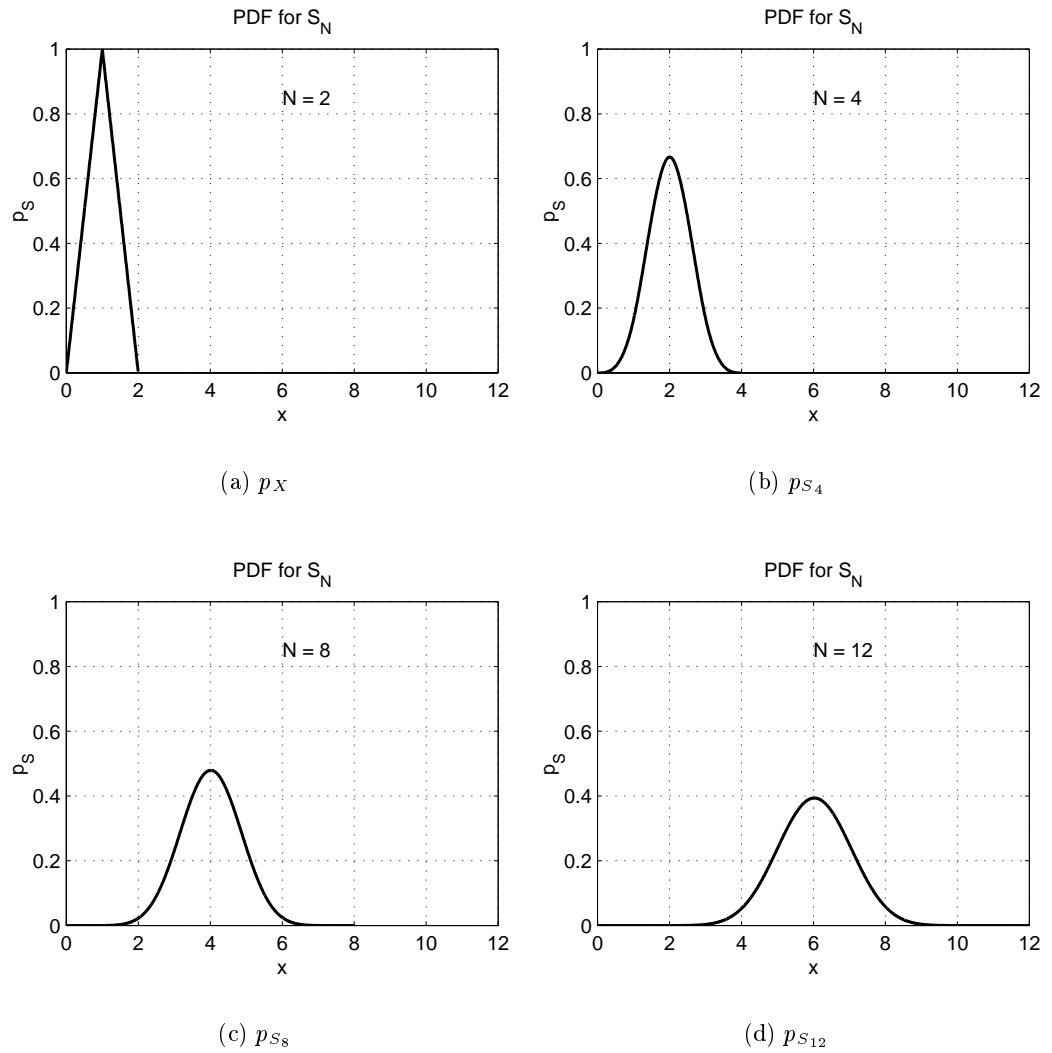 PDF for S_N
1
0.8
0.6
0.4
0.2
0
p_S
N = 2
0 2 4 6 8 10 12
x
(a) p_X
PDF for S_N
1
0.8
0.6
0.4
0.2
0
p_S
N = 4
0 2 4 6 8 10 12
x
(b) p_{S_4}
PDF for S_N
1
0.8
0.6
0.4
0.2
0
p_S
N = 8
0 2 4 6 8 10 12
x
(c) p_{S_8}
PDF for S_N
1
0.8
0.6
0.4
0.2
0
p_S
N = 12
0 2 4 6 8 10 12
x
(d) p_{S_{12}}